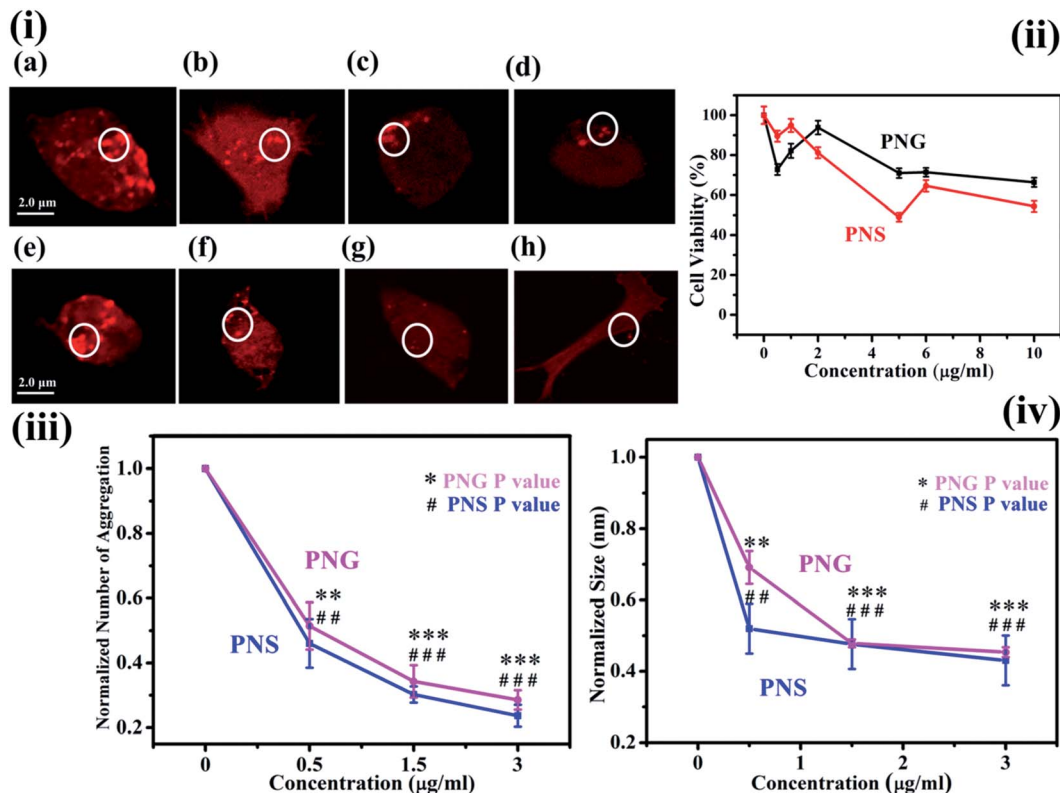 (i)
(a)
(b)
(c)
(d)
2.0 μm
(e)
(f)
(g)
(h)
2.0 μm
(ii)
100
80
60
40
20
0
Cell Viability (%)
PNG
PNS
0
2
4
6
8
10
Concentration (μg/ml)
(iii)
1.0
0.8
0.6
0.4
0.2
Normalized Number of Aggregation
* PNG P value
# PNS P value
PNG
PNS
**
##
***
###
***
###
0
0.5
1.5
3
Concentration (μg/ml)
(iv)
1.0
0.8
0.6
0.4
0.2
Normalized Size (nm)
* PNG P value
# PNS P value
PNG
PNS
**
##
***
###
***
###
0
1
2
3
Concentration (μg/ml)